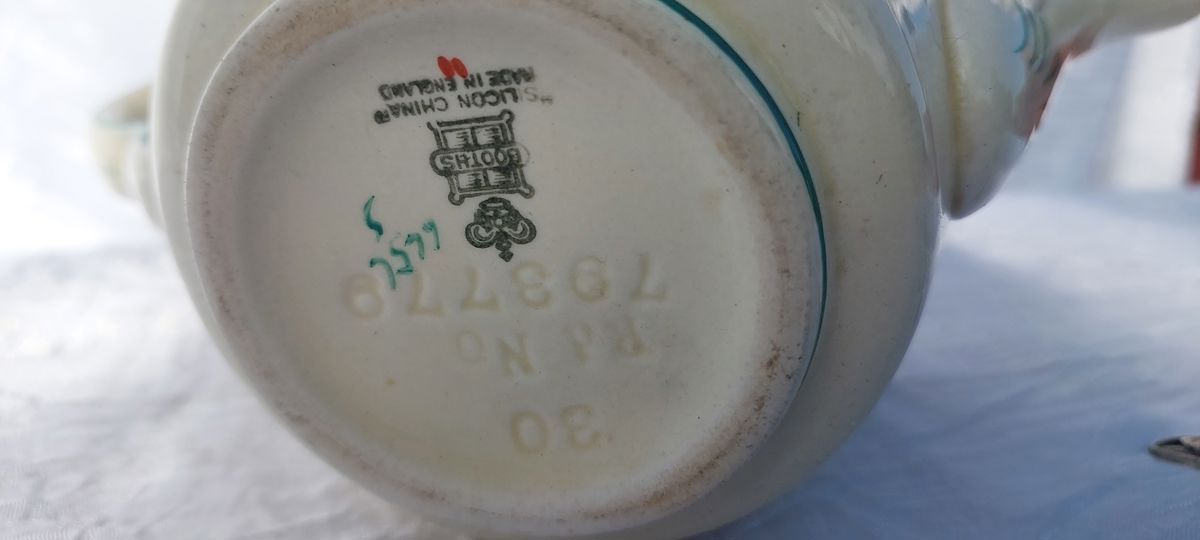 30
Rd No
793779
BOOTHS
"SILICON CHINA"
MADE IN ENGLAND